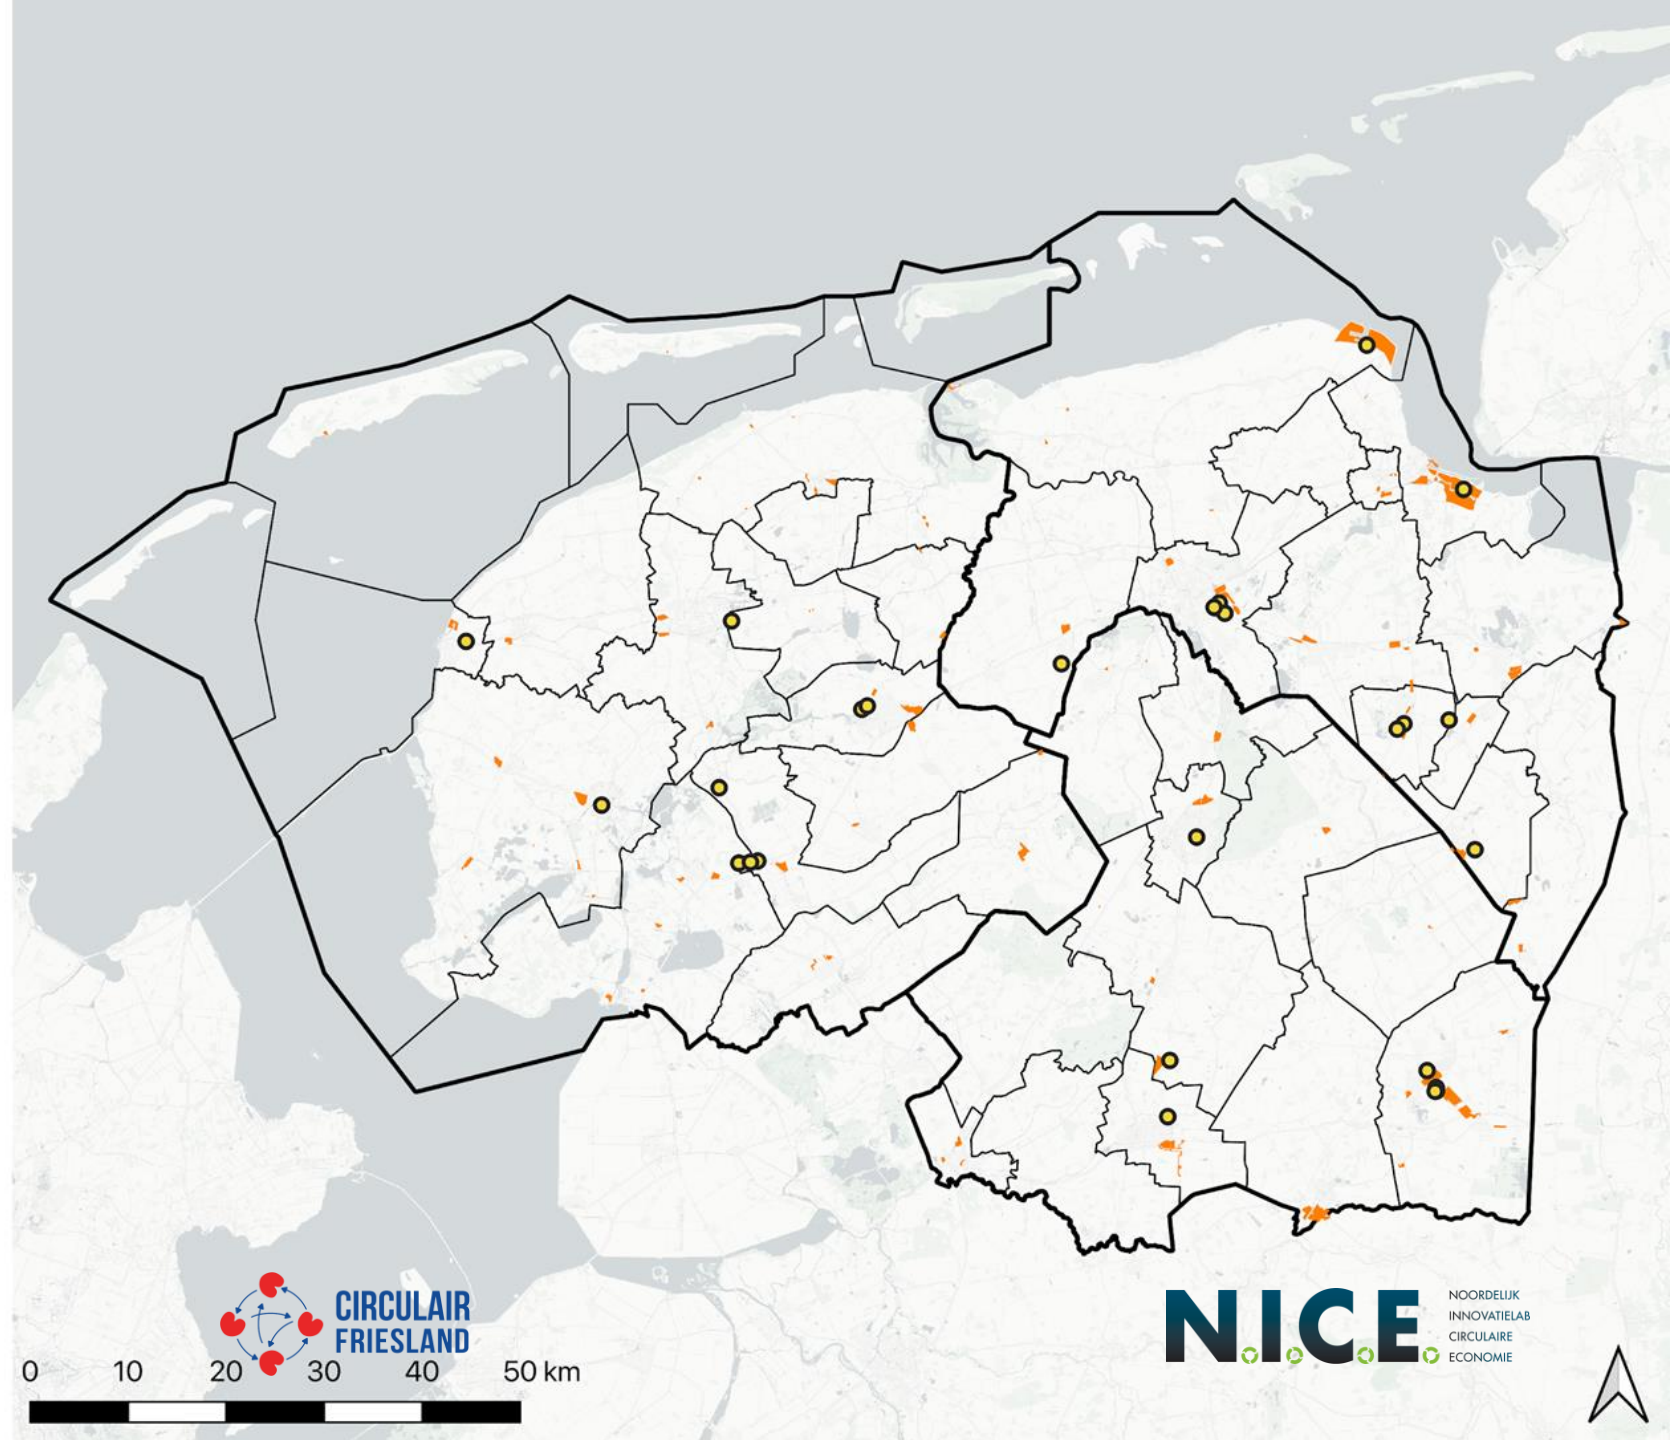 CIRCULAIR
FRIESLAND
0 10 20 30 40 50 km
N.I.C.E.
NOORDELIJK
INNOVATIELAB
CIRCULAIRE
ECONOMIE